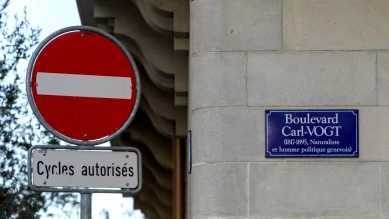 Cycles autorisés
Boulevard
Carl-VOGT
(1817-1895, Naturaliste
et homme politique genevois)